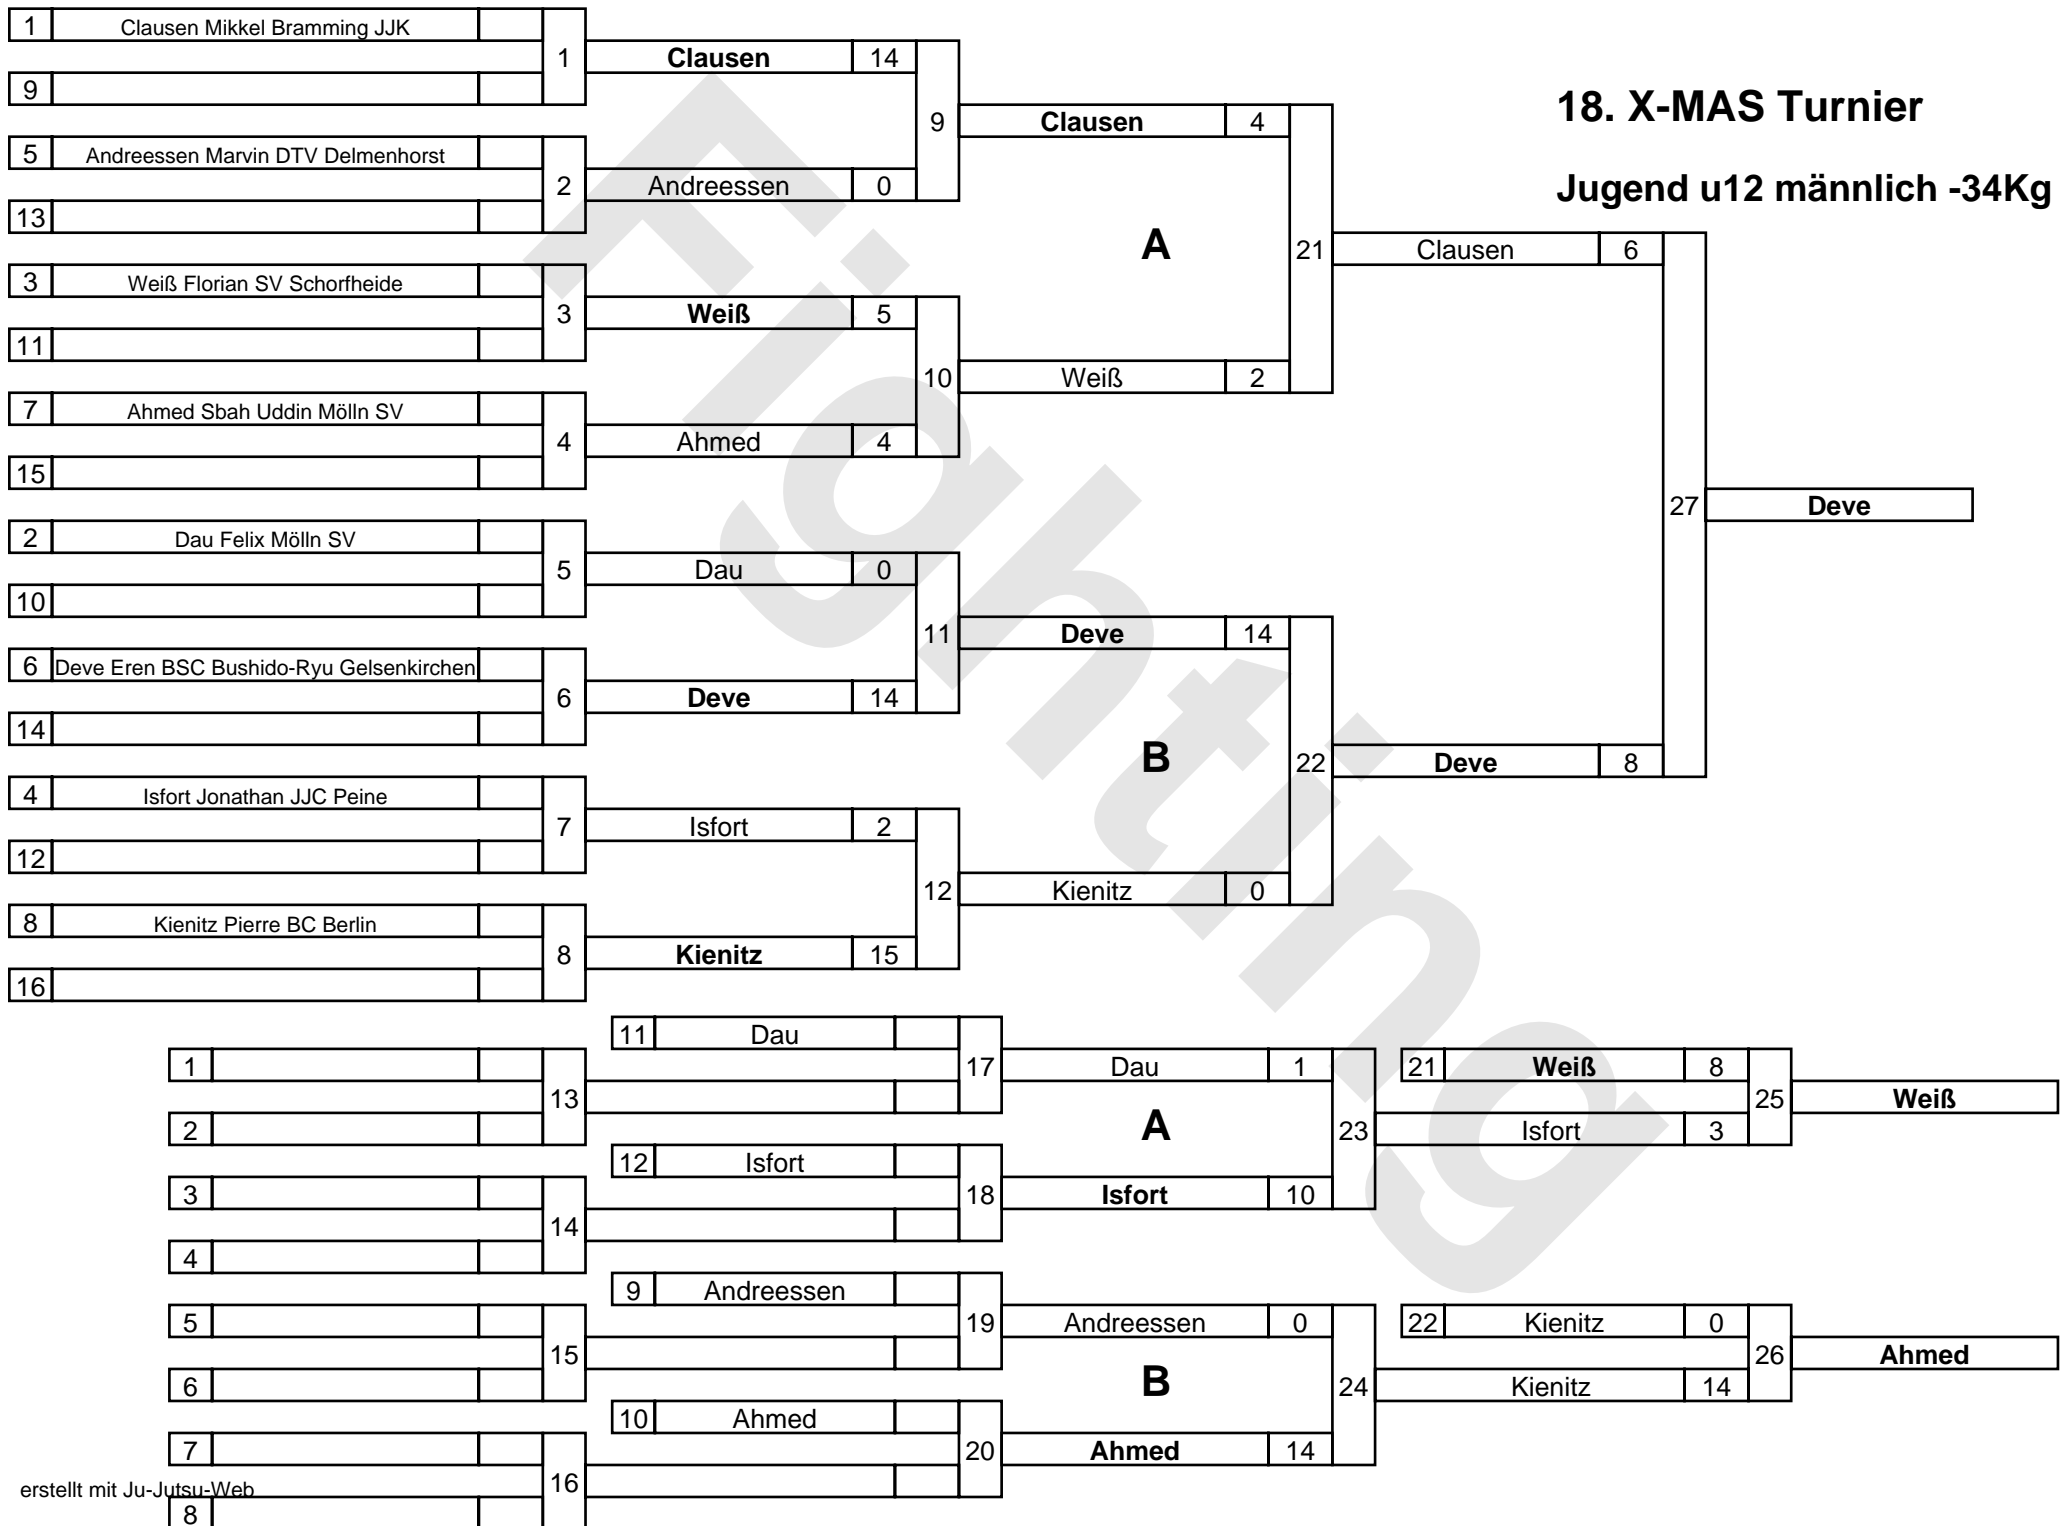 18. X-MAS Turnier
Jugend u12 männlich -34Kg
Fighting
1 Clausen Mikkel Bramming JJK
1
9
Clausen 14
5 Andreessen Marvin DTV Delmenhorst
2
13
Andreessen 0
9
3 Weiß Florian SV Schorfheide
3
11
Weiß 5
7 Ahmed Sbah Uddin Mölln SV
4
15
Ahmed 4
10
Clausen 4
A
Weiß 2
21
2 Dau Felix Mölln SV
5
10
Dau 0
6 Deve Eren BSC Bushido-Ryu Gelsenkirchen
6
14
Deve 14
11
4 Isfort Jonathan JJC Peine
7
12
Isfort 2
8 Kienitz Pierre BC Berlin
8
16
Kienitz 15
12
Deve 14
B
Kienitz 0
22
Clausen 6
Deve 8
27
Deve
1
13
2
3
14
4
5
15
6
7
16
8
11 Dau
17
12 Isfort
18
9 Andreessen
19
10 Ahmed
20
Dau 1
A
Isfort 10
23
Andreessen 0
B
Ahmed 14
24
21 Weiß 8
Isfort 3
25
Weiß
22 Kienitz 0
Kienitz 14
26
Ahmed
erstellt mit Ju-Jutsu-Web